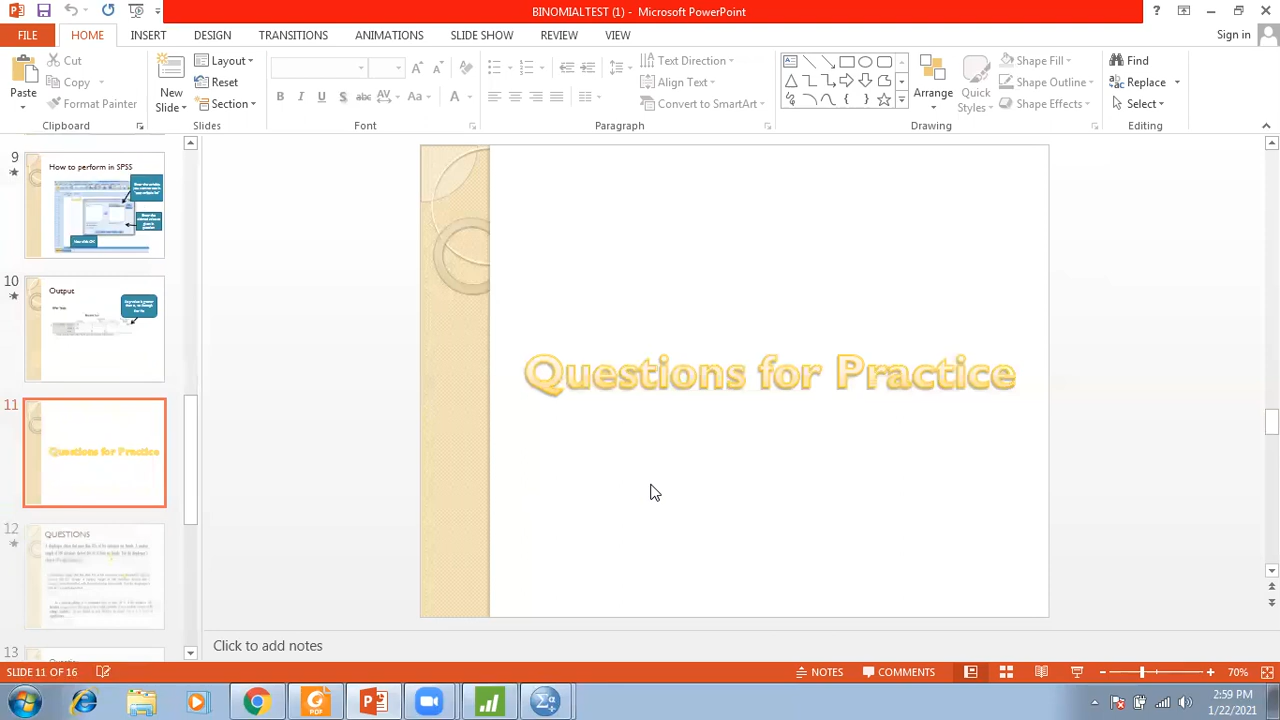 BINOMIALTEST (1) - Microsoft PowerPoint
FILE HOME INSERT DESIGN TRANSITIONS ANIMATIONS SLIDE SHOW REVIEW VIEW Sign in
Paste
Cut
Copy
Format Painter
New Slide
Layout
Reset
Section
Text Direction
Align Text
Convert to SmartArt
Arrange
Quick Styles
Shape Fill
Shape Outline
Shape Effects
Find
Replace
Select
Clipboard Slides Font Paragraph Drawing Editing
9
How to perform in SPSS
10
Output
11
Questions for Practice
12
QUESTIONS
13
Questions for Practice
Click to add notes
SLIDE 11 OF 16 NOTES COMMENTS 70%
2:59 PM
1/22/2021